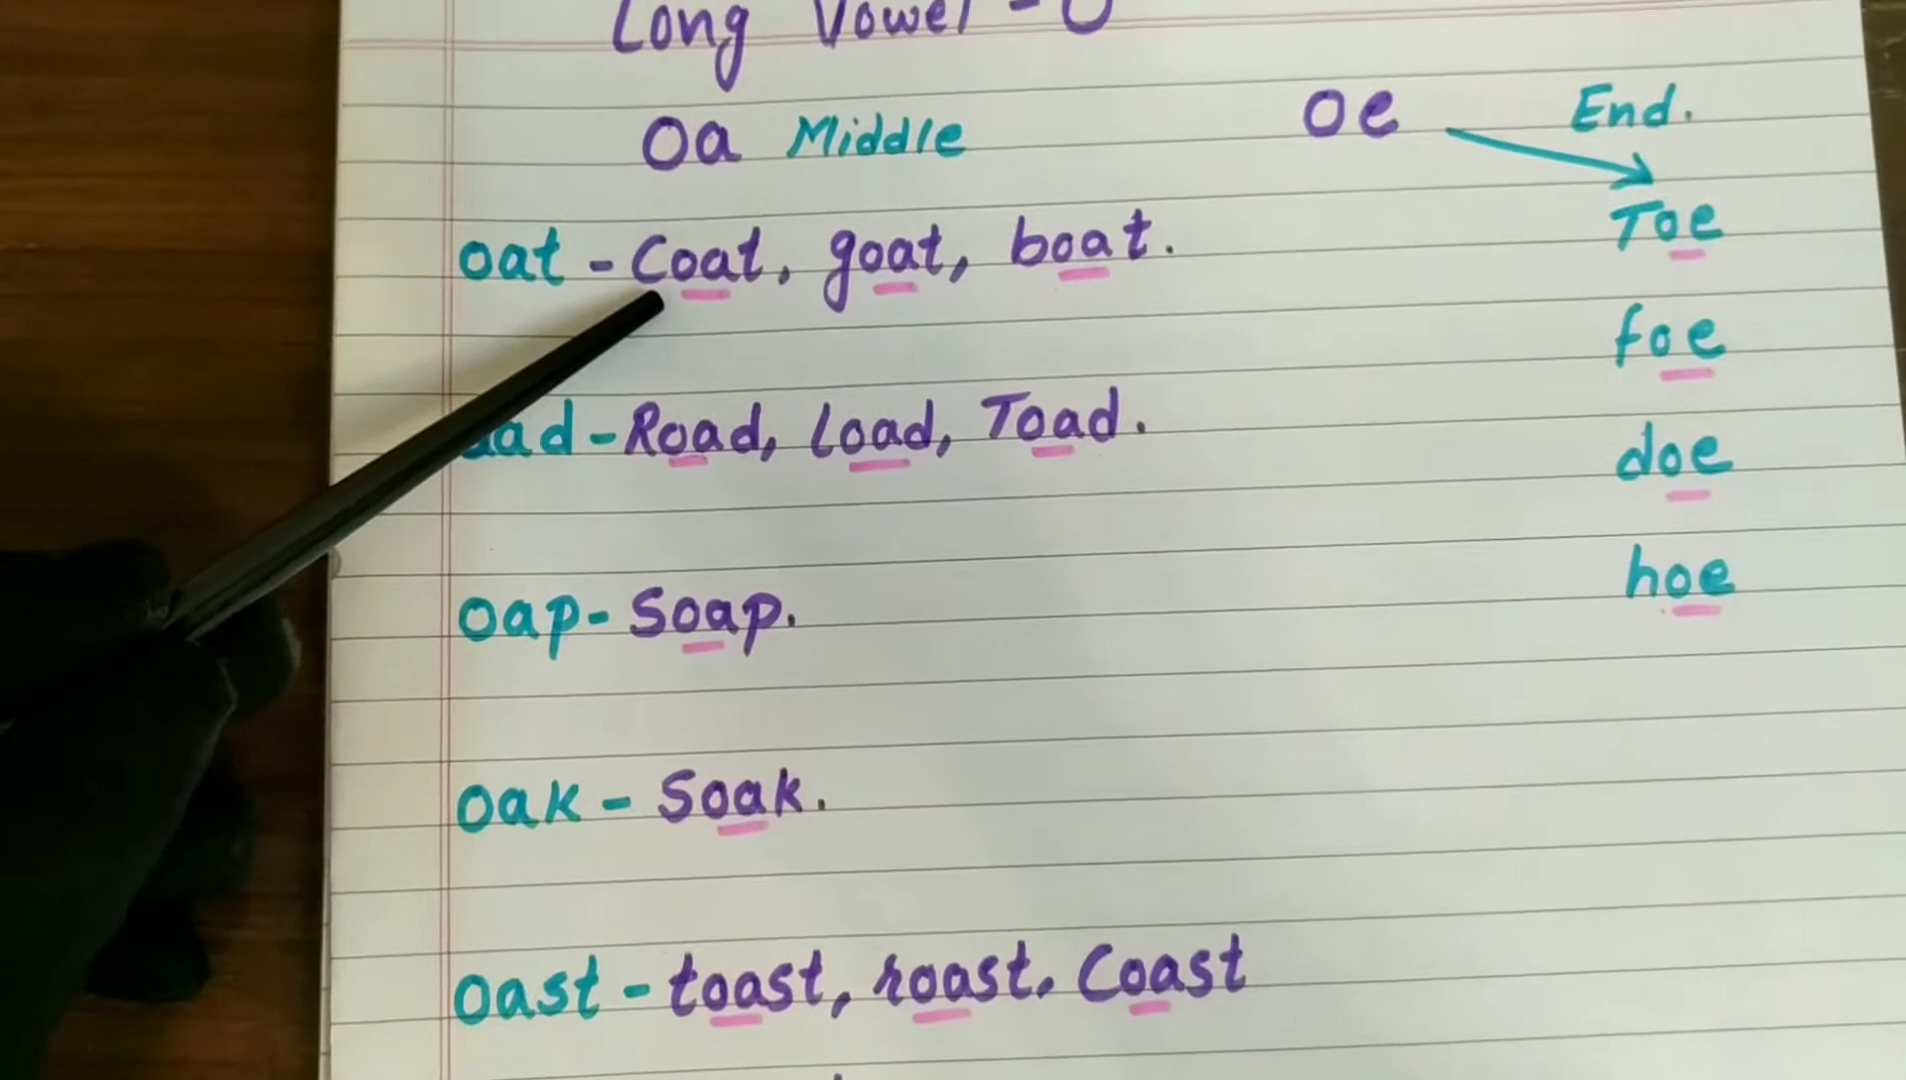 Long Vowel - O
Oa Middle
oe End.
oat - Coat, goat, boat.
Toe
foe
oad - Road, load, Toad.
doe
hoe
oap - Soap.
oak - Soak.
oast - toast, roast, Coast